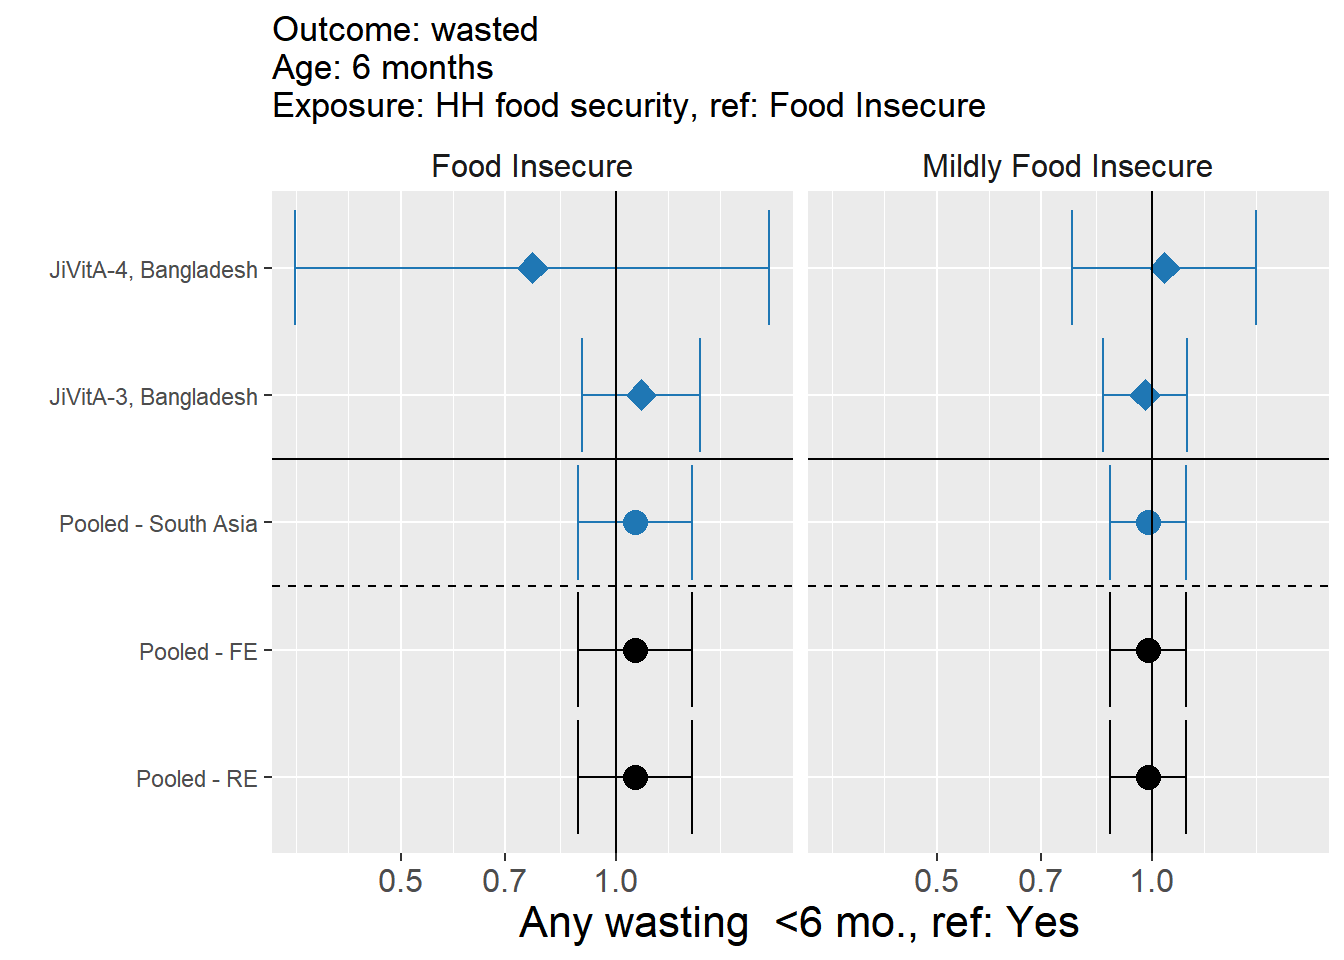 Outcome: wasted
Age: 6 months
Exposure: HH food security, ref: Food Insecure
Food Insecure
Mildly Food Insecure
JiVitA-4, Bangladesh
JiVitA-3, Bangladesh
Pooled - South Asia
Pooled - FE
Pooled - RE
0.5 0.7 1.0 0.5 0.7 1.0
Any wasting  <6 mo., ref: Yes